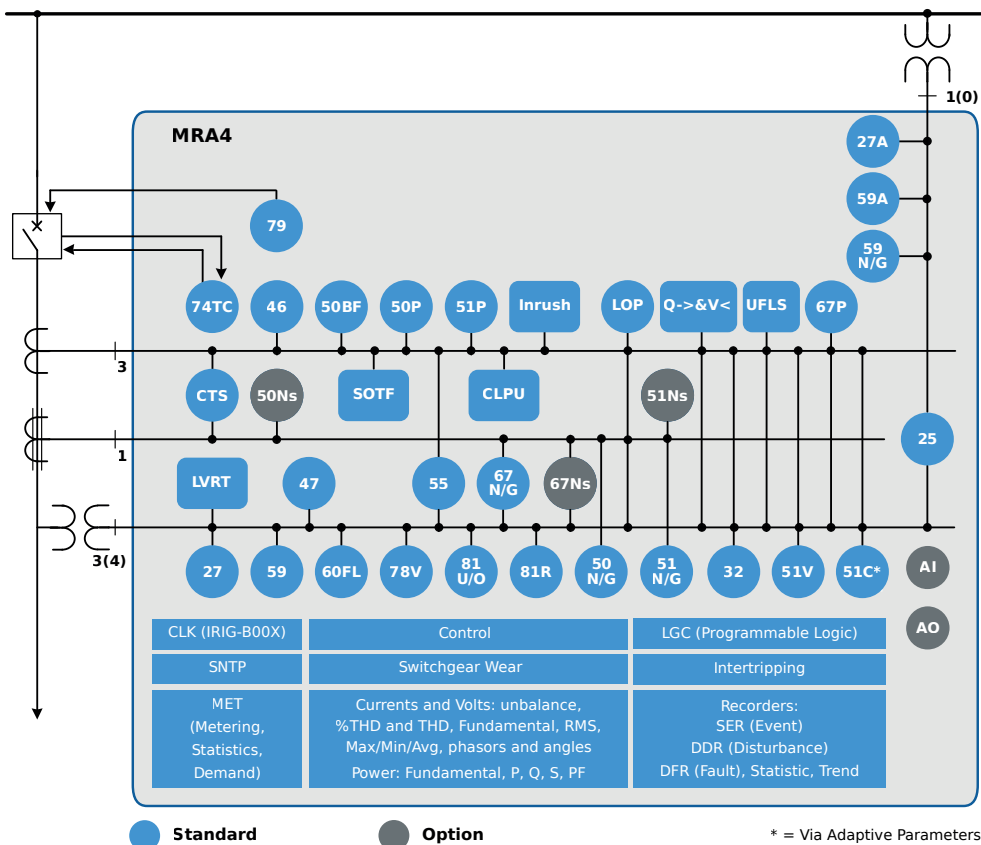 1(0)
MRA4
27A
59A
59
N/G
79
74TC
46
50BF
50P
51P
Inrush
LOP
Q->&V<
UFLS
67P
3
CTS
50Ns
SOTF
CLPU
51Ns
25
1
LVRT
47
55
67
N/G
67Ns
3(4)
27
59
60FL
78V
81
U/O
81R
50
N/G
51
N/G
32
51V
51C*
AI
AO
CLK (IRIG-B00X)
Control
LGC (Programmable Logic)
SNTP
Switchgear Wear
Intertripping
MET
(Metering,
Statistics,
Demand)
Currents and Volts: unbalance,
%THD and THD, Fundamental, RMS,
Max/Min/Avg, phasors and angles
Power: Fundamental, P, Q, S, PF
Recorders:
SER (Event)
DDR (Disturbance)
DFR (Fault), Statistic, Trend
Standard
Option
* = Via Adaptive Parameters